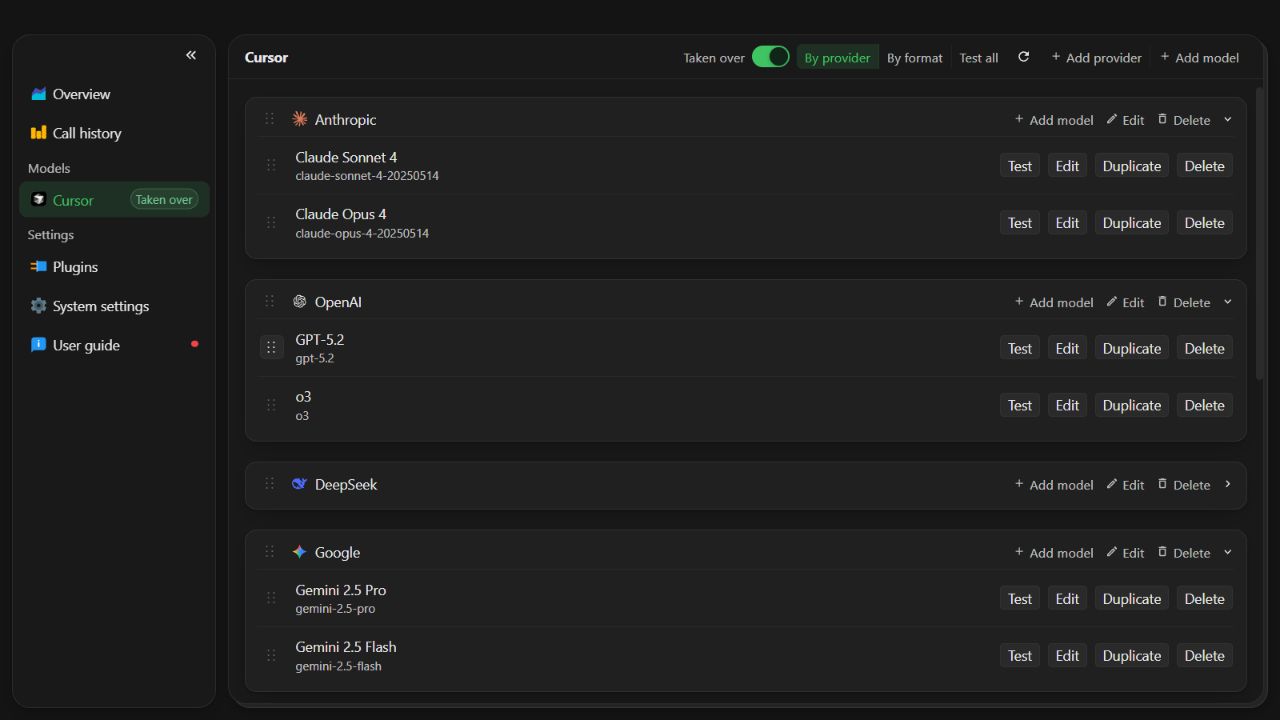 Overview
Call history
Models
Cursor Taken over
Settings
Plugins
System settings
User guide
Cursor Taken over By provider By format Test all + Add provider + Add model
Anthropic + Add model Edit Delete
Claude Sonnet 4
claude-sonnet-4-20250514
Test Edit Duplicate Delete
Claude Opus 4
claude-opus-4-20250514
Test Edit Duplicate Delete
OpenAI + Add model Edit Delete
GPT-5.2
gpt-5.2
Test Edit Duplicate Delete
o3
o3
Test Edit Duplicate Delete
DeepSeek + Add model Edit Delete
Google + Add model Edit Delete
Gemini 2.5 Pro
gemini-2.5-pro
Test Edit Duplicate Delete
Gemini 2.5 Flash
gemini-2.5-flash
Test Edit Duplicate Delete